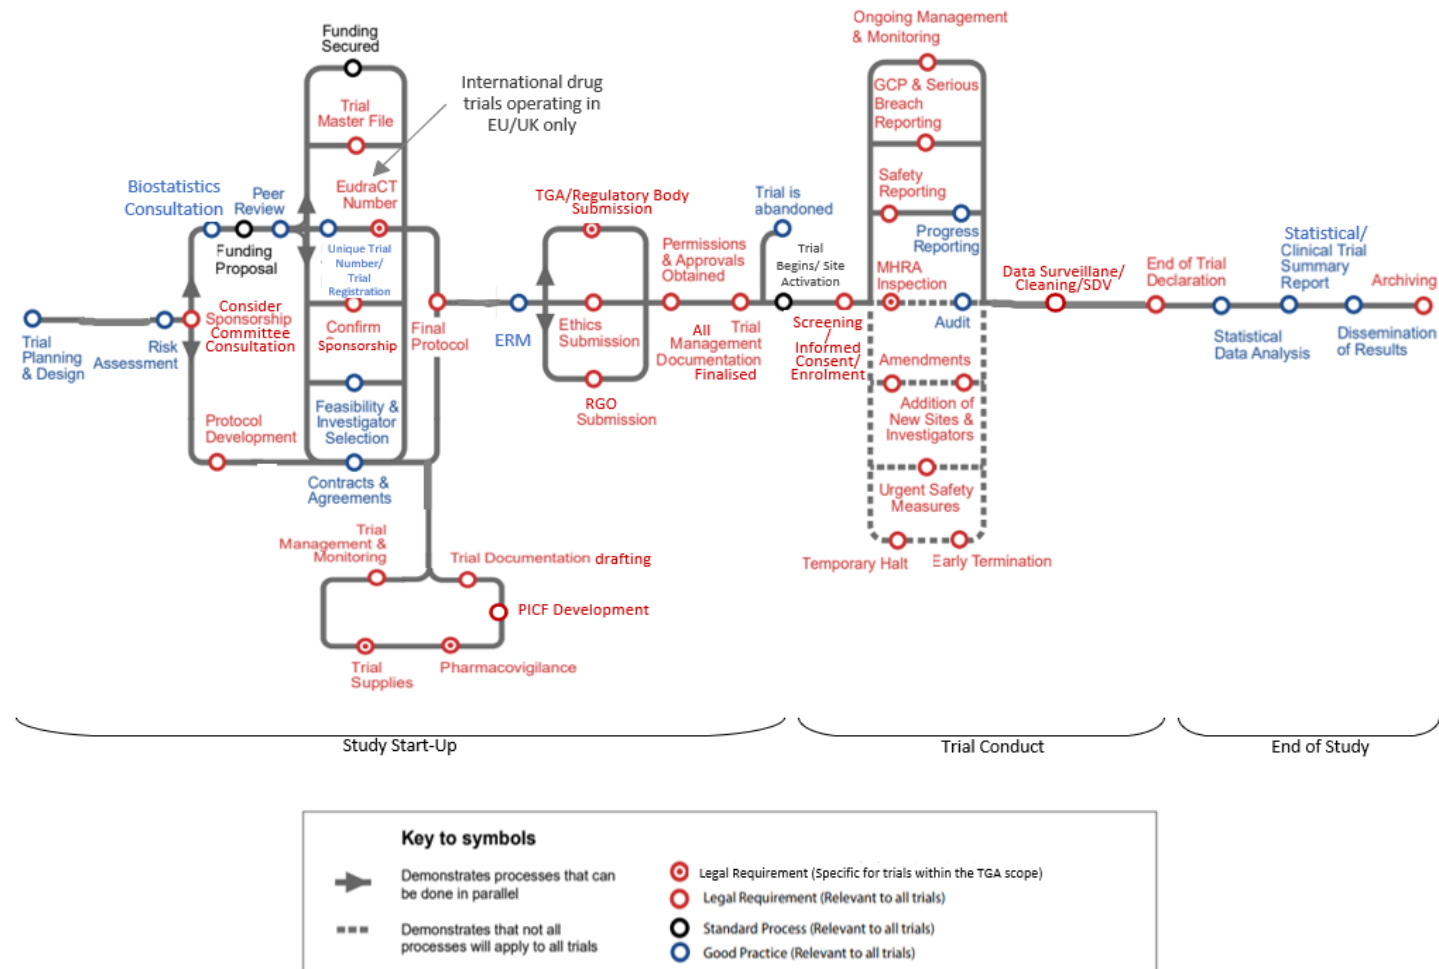 Funding
Secured
Trial
Master File
International drug
trials operating in
EU/UK only
EudraCT
Number
Biostatistics
Consultation
Peer
Review
Funding
Proposal
Unique Trial
Number/
Trial
Registration
Trial
Planning
& Design
Risk
Assessment
Consider
Sponsorship
Committee
Consultation
Confirm
Sponsorship
Final
Protocol
Protocol
Development
Feasibility &
Investigator
Selection
Contracts &
Agreements
Trial
Management &
Monitoring
Trial Documentation drafting
PICF Development
Trial
Supplies
Pharmacovigilance
ERM
TGA/Regulatory Body
Submission
Ethics
Submission
RGO
Submission
Permissions
& Approvals
Obtained
All Trial
Management
Documentation
Finalised
Trial is
abandoned
Trial
Begins/ Site
Activation
Screening
/
Informed
Consent/
Enrolment
Ongoing Management
& Monitoring
GCP & Serious
Breach
Reporting
Safety
Reporting
Progress
Reporting
MHRA
Inspection
Audit
Amendments
Addition of
New Sites &
Investigators
Urgent Safety
Measures
Temporary Halt
Early Termination
Data Surveillane/
Cleaning/SDV
End of Trial
Declaration
Statistical
Data Analysis
Statistical/
Clinical Trial
Summary
Report
Dissemination
of Results
Archiving
Study Start-Up
Trial Conduct
End of Study
Key to symbols
Demonstrates processes that can
be done in parallel
Demonstrates that not all
processes will apply to all trials
Legal Requirement (Specific for trials within the TGA scope)
Legal Requirement (Relevant to all trials)
Standard Process (Relevant to all trials)
Good Practice (Relevant to all trials)